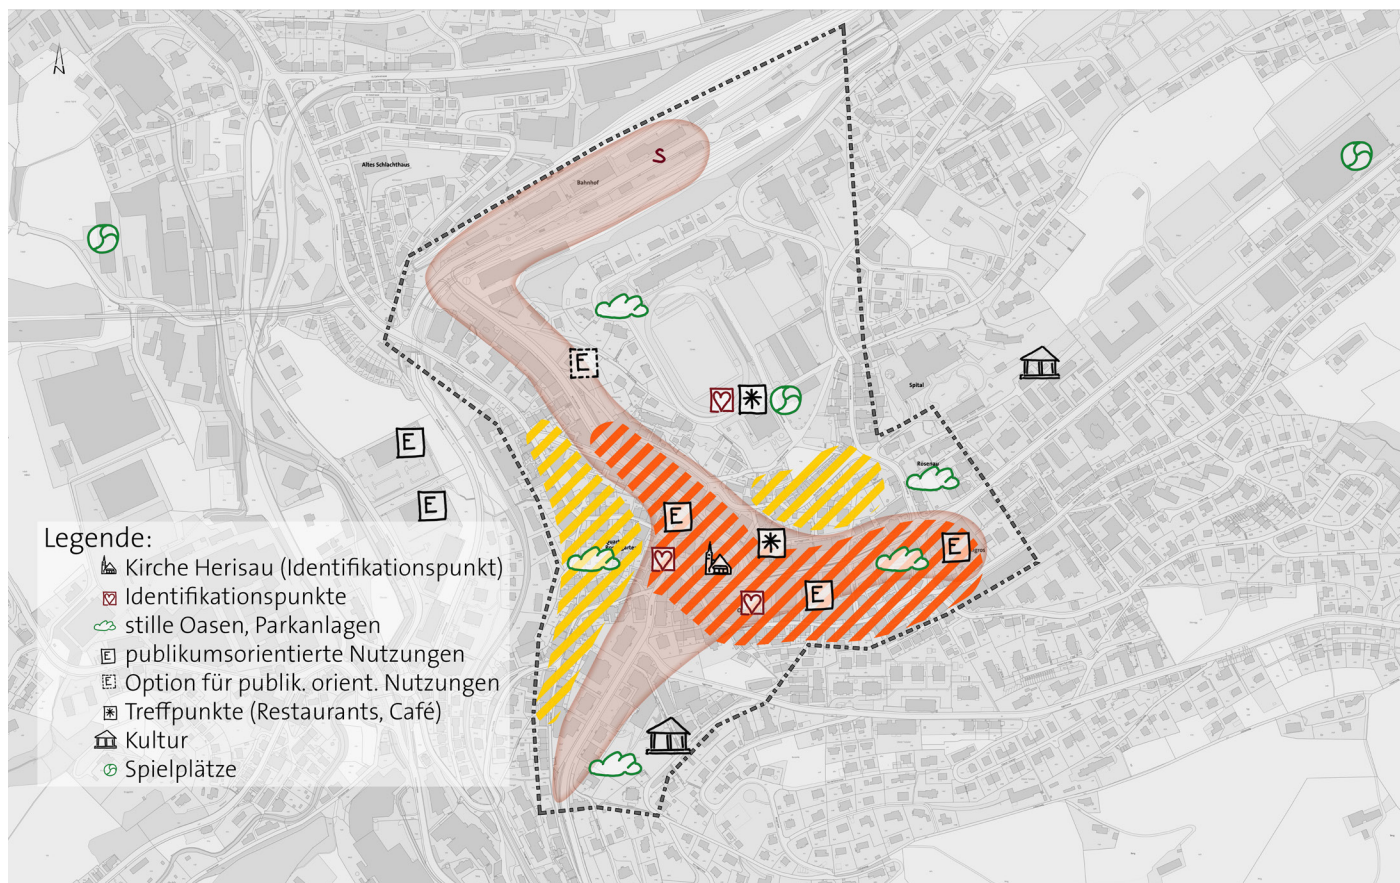 N
S
Altes Schlachthaus
Bahnhof
E
Spital
E
Rosenau
E
E
E
E
Legende:
Kirche Herisau (Identifikationspunkt)
Identifikationspunkte
stille Oasen, Parkanlagen
E publikumsorientierte Nutzungen
E Option für publik. orient. Nutzungen
Treffpunkte (Restaurants, Café)
Kultur
Spielplätze